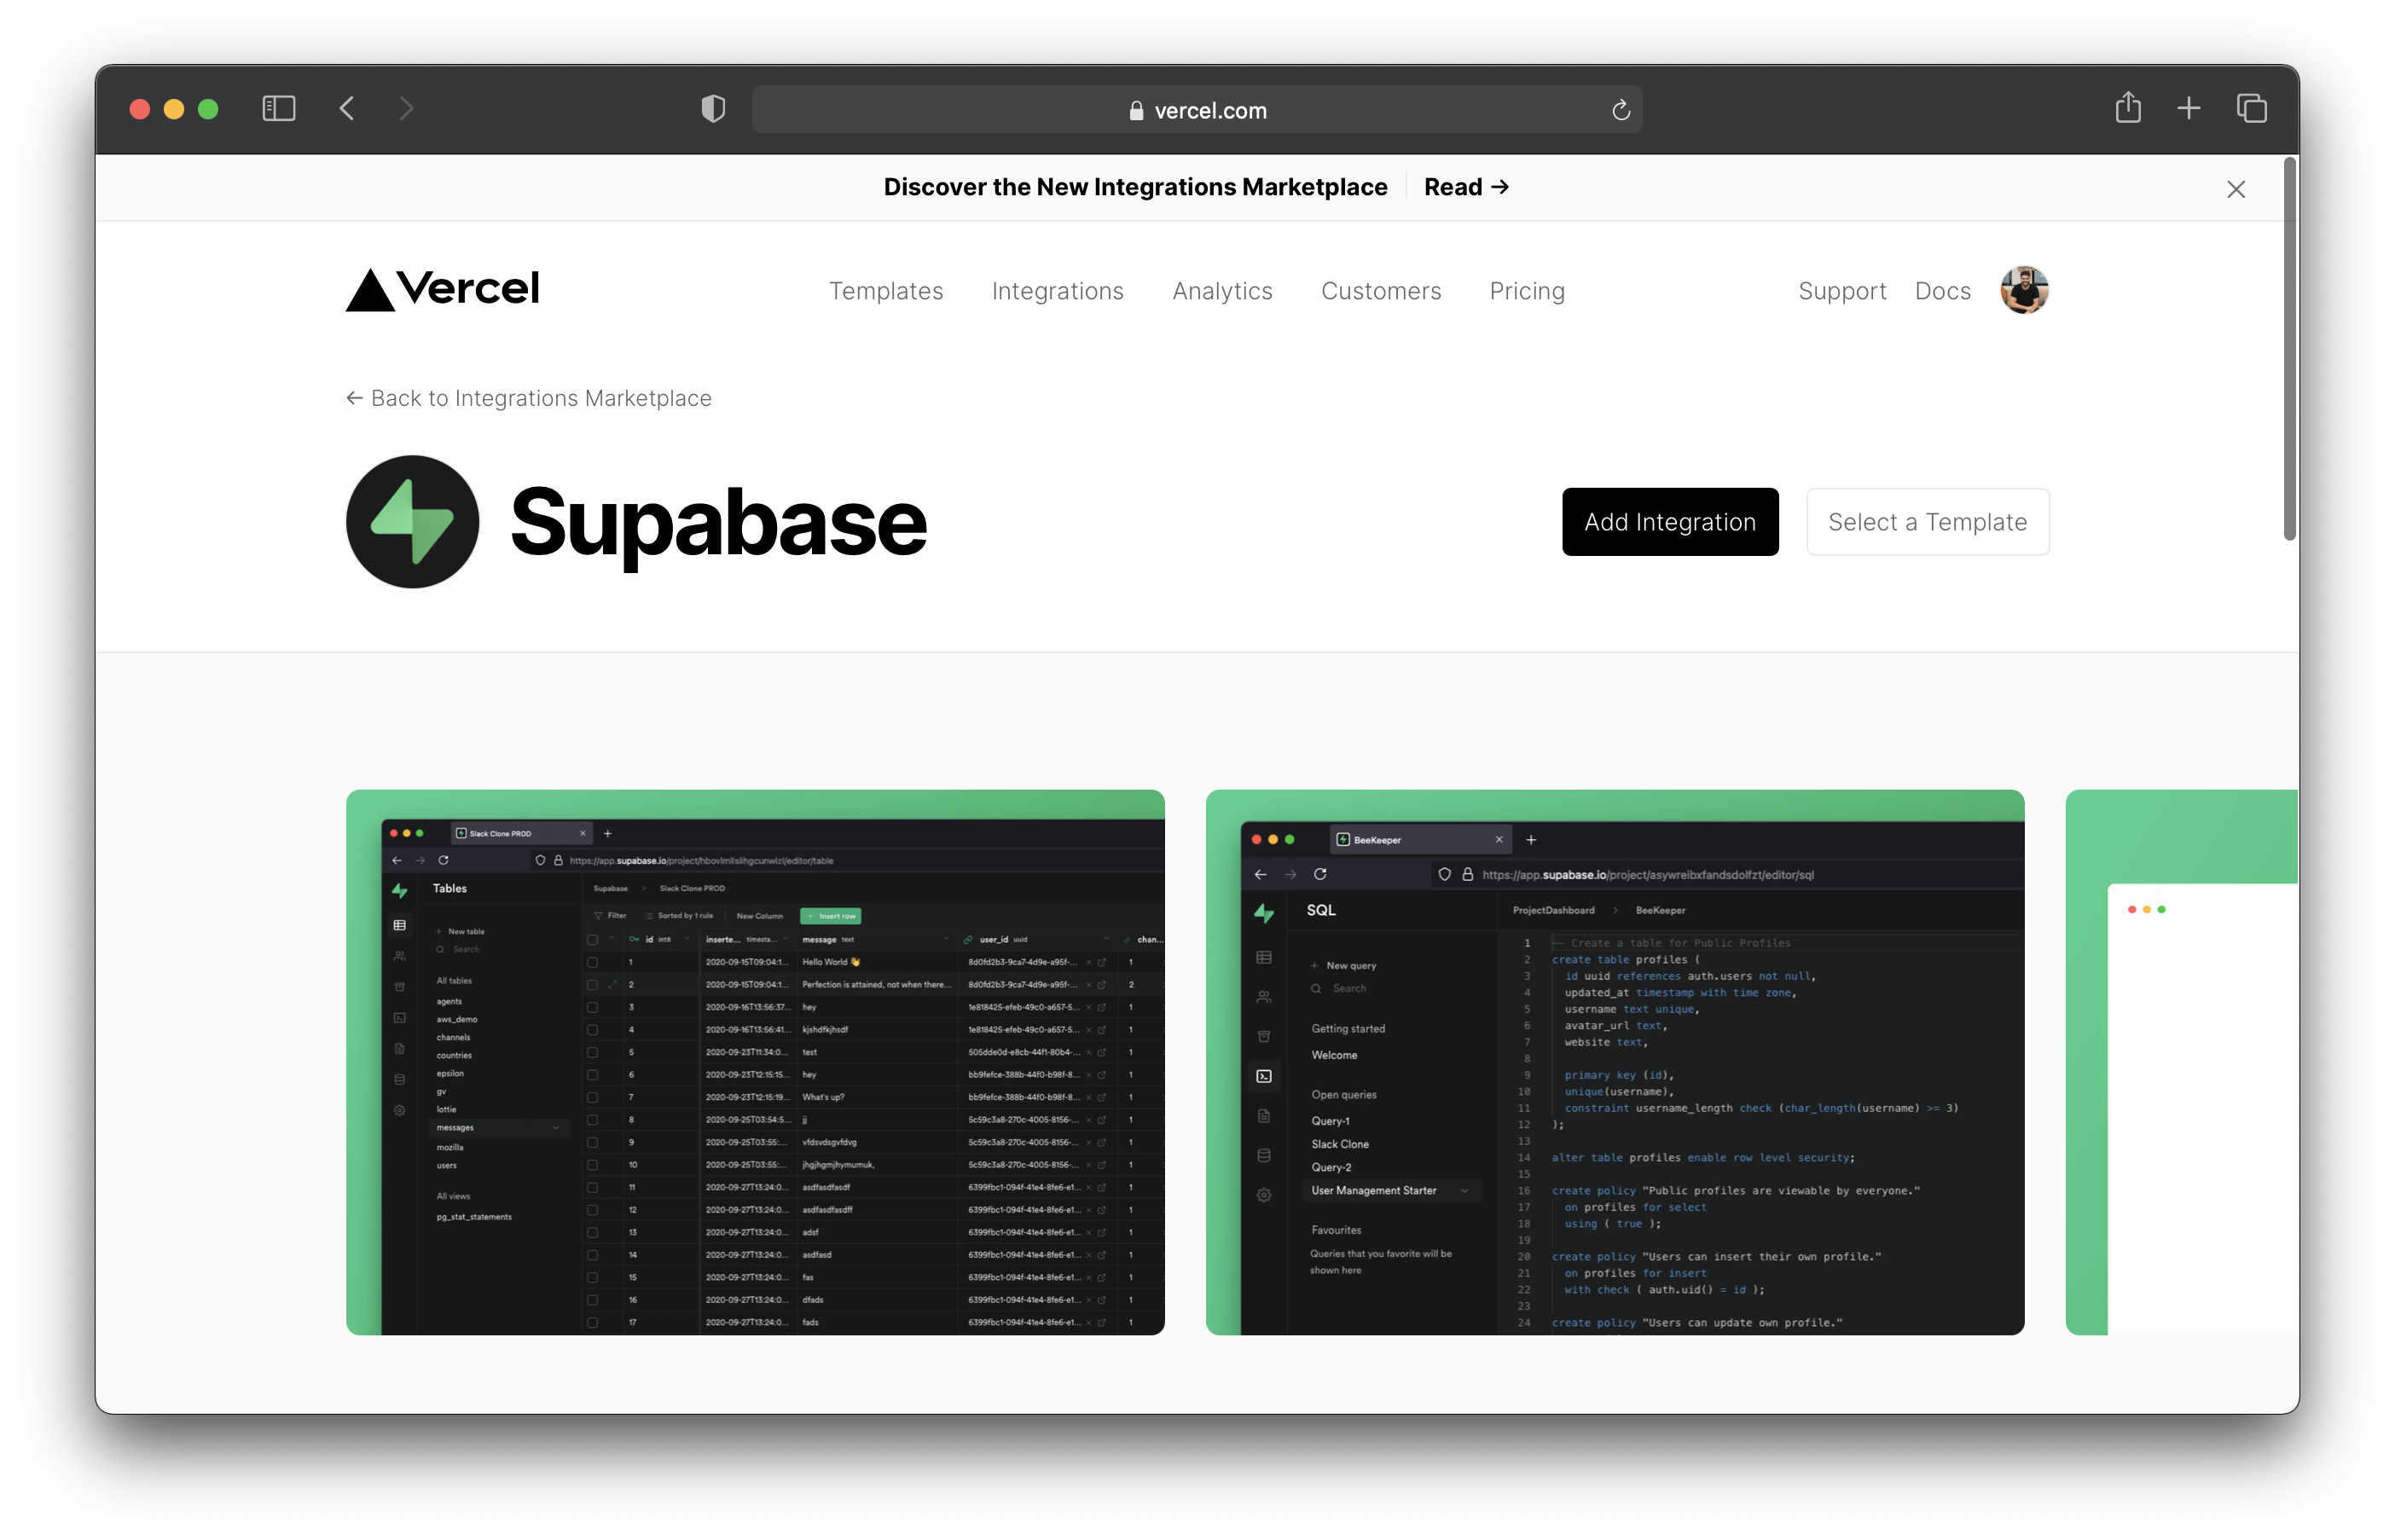 vercel.com
Discover the New Integrations Marketplace Read →
Vercel
Templates Integrations Analytics Customers Pricing
Support Docs
← Back to Integrations Marketplace
Supabase
Add Integration Select a Template
Slack Clone PROD
https://app.supabase.io/project/hbovlmllslihgcunwizl/editor/table
Tables
Supabase > Slack Clone PROD
Filter Sorted by 1 rule New Column + Insert row
+ New table
Search
All tables
agents
aws_demo
channels
countries
epsilon
gv
lottie
messages
mozilla
users
All views
pg_stat_statements
id int8 inserte... timesta... message text user_id uuid chan...
1 2020-09-15T09:04:1... Hello World 👋 8d0fd2b3-9ca7-4d9e-a95f-... 1
2 2020-09-15T09:04:1... Perfection is attained, not when there... 8d0fd2b3-9ca7-4d9e-a95f-... 2
3 2020-09-16T13:56:37... hey 1e818425-efeb-49c0-a657-5... 1
4 2020-09-16T13:56:41... kjshdfkjhsdf 1e818425-efeb-49c0-a657-5... 1
5 2020-09-23T11:34:0... test 505dde0d-e8cb-44f1-80b4-... 1
6 2020-09-23T12:15:15... hey bb9fefce-388b-44f0-b98f-8... 1
7 2020-09-23T12:15:19... What's up? bb9fefce-388b-44f0-b98f-8... 1
8 2020-09-25T03:54:5... jj 5c59c3a8-270c-4005-8156-... 1
9 2020-09-25T03:55:... vfdsvdsgvfdvg 5c59c3a8-270c-4005-8156-... 1
10 2020-09-25T03:55:... jhgjhgmjhymumuk, 5c59c3a8-270c-4005-8156-... 1
11 2020-09-27T13:24:0... asdfasdfasdf 6399fbc1-094f-41e4-8fe6-e1... 1
12 2020-09-27T13:24:0... asdfasdfasdff 6399fbc1-094f-41e4-8fe6-e1... 1
13 2020-09-27T13:24:0... adsf 6399fbc1-094f-41e4-8fe6-e1... 1
14 2020-09-27T13:24:0... asdfasd 6399fbc1-094f-41e4-8fe6-e1... 1
15 2020-09-27T13:24:0... fas 6399fbc1-094f-41e4-8fe6-e1... 1
16 2020-09-27T13:24:0... dfads 6399fbc1-094f-41e4-8fe6-e1... 1
17 2020-09-27T13:24:0... fads 6399fbc1-094f-41e4-8fe6-e1... 1
BeeKeeper
https://app.supabase.io/project/asywreibxfandsdolfzt/editor/sql
SQL
ProjectDashboard > BeeKeeper
+ New query
Search
Getting started
Welcome
Open queries
Query-1
Slack Clone
Query-2
User Management Starter
Favourites
Queries that you favorite will be
shown here
1 -- Create a table for Public Profiles
2 create table profiles (
3 id uuid references auth.users not null,
4 updated_at timestamp with time zone,
5 username text unique,
6 avatar_url text,
7 website text,
8
9 primary key (id),
10 unique(username),
11 constraint username_length check (char_length(username) >= 3)
12 );
13
14 alter table profiles enable row level security;
15
16 create policy "Public profiles are viewable by everyone."
17 on profiles for select
18 using ( true );
19
20 create policy "Users can insert their own profile."
21 on profiles for insert
22 with check ( auth.uid() = id );
23
24 create policy "Users can update own profile."